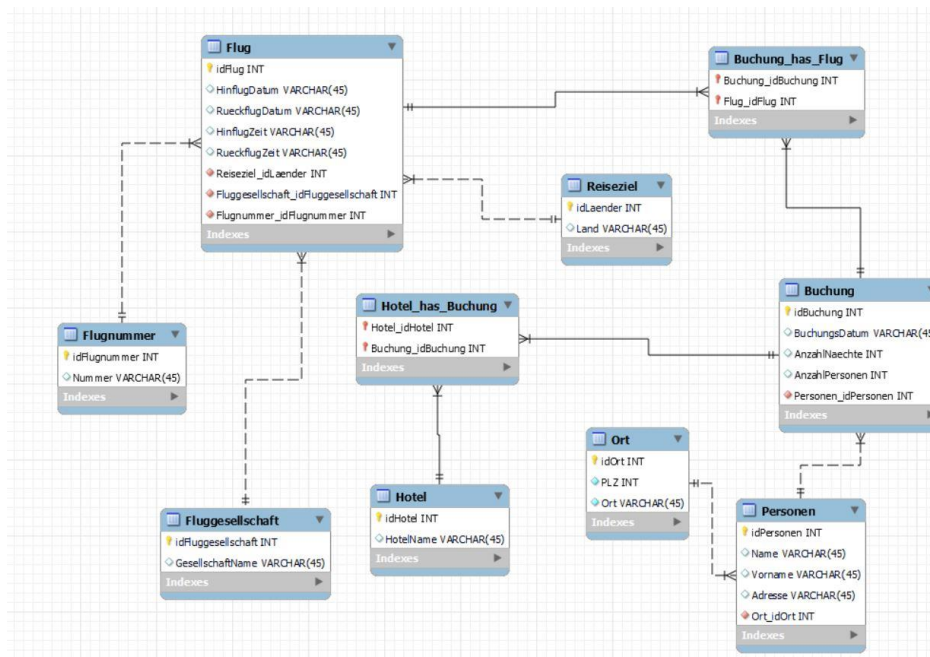 Flug
idFlug INT
HinflugDatum VARCHAR(45)
RueckflugDatum VARCHAR(45)
HinflugZeit VARCHAR(45)
RueckflugZeit VARCHAR(45)
Reiseziel_idLaender INT
Fluggesellschaft_idFluggesellschaft INT
Flugnummer_idFlugnummer INT
Indexes
Buchung_has_Flug
Buchung_idBuchung INT
Flug_idFlug INT
Indexes
Reiseziel
idLaender INT
Land VARCHAR(45)
Indexes
Flugnummer
idFlugnummer INT
Nummer VARCHAR(45)
Indexes
Hotel_has_Buchung
Hotel_idHotel INT
Buchung_idBuchung INT
Indexes
Buchung
idBuchung INT
BuchungsDatum VARCHAR(45
AnzahlNaechte INT
AnzahlPersonen INT
Personen_idPersonen INT
Indexes
Fluggesellschaft
idFluggesellschaft INT
GesellschaftName VARCHAR(45)
Indexes
Hotel
idHotel INT
HotelName VARCHAR(45)
Indexes
Ort
idOrt INT
PLZ INT
Ort VARCHAR(45)
Indexes
Personen
idPersonen INT
Name VARCHAR(45)
Vorname VARCHAR(45)
Adresse VARCHAR(45)
Ort_idOrt INT
Indexes